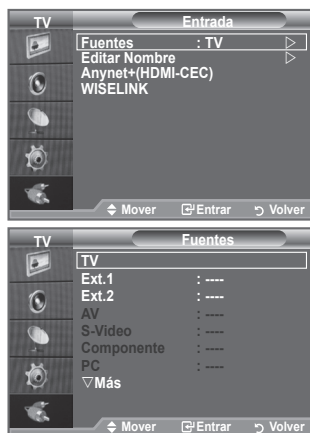 TV Entrada
Fuentes : TV ▷
Editar Nombre ▷
Anynet+(HDMI-CEC)
WISELINK
Mover Entrar Volver
TV Fuentes
TV
Ext.1 : ----
Ext.2 : ----
AV : ----
S-Video : ----
Componente : ----
PC : ----
▽Más
Mover Entrar Volver